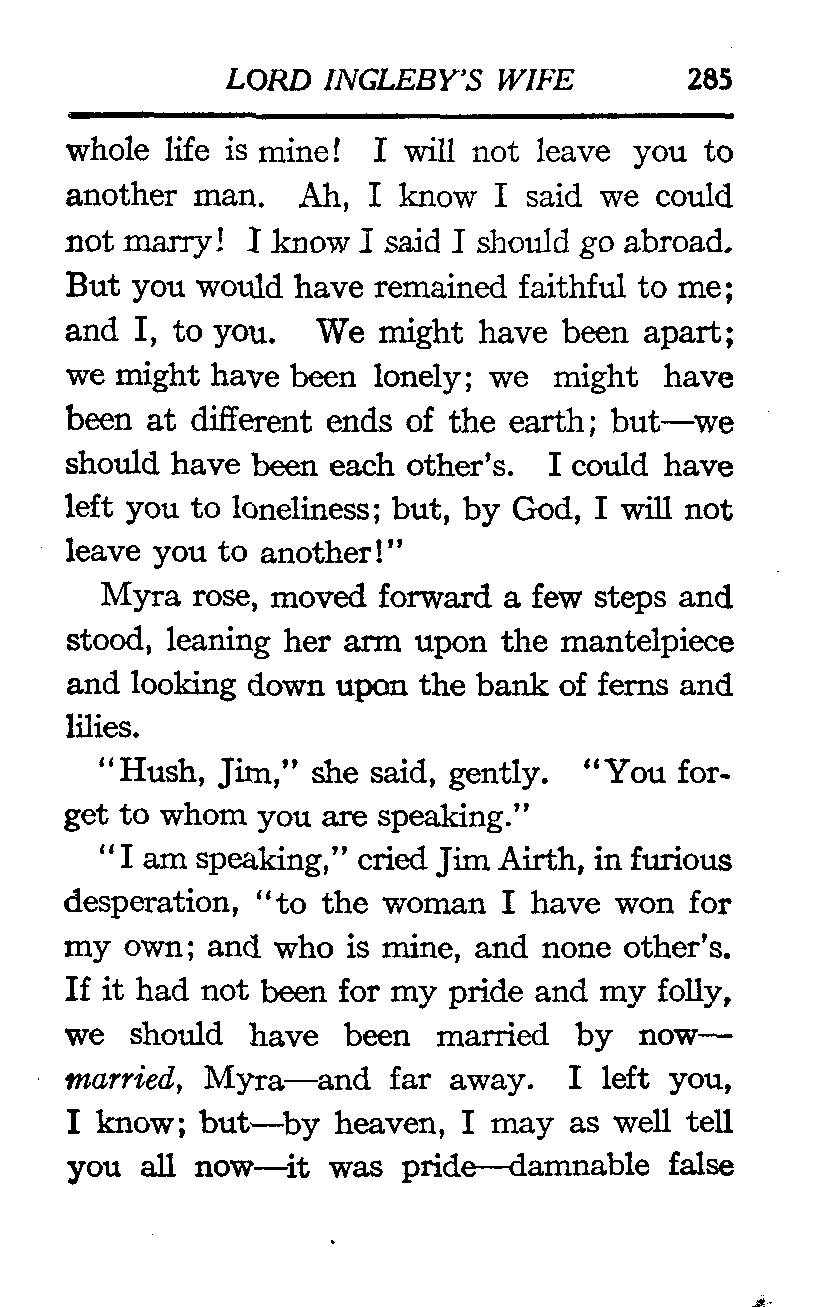 LORD INGLEBY'S WIFE 285
whole life is mine! I will not leave you to
another man. Ah, I know I said we could
not marry! I know I said I should go abroad.
But you would have remained faithful to me;
and I, to you. We might have been apart;
we might have been lonely; we might have
been at different ends of the earth; but—we
should have been each other's. I could have
left you to loneliness; but, by God, I will not
leave you to another!"
Myra rose, moved forward a few steps and
stood, leaning her arm upon the mantelpiece
and looking down upon the bank of ferns and
lilies.
"Hush, Jim," she said, gently. "You for-
get to whom you are speaking."
"I am speaking," cried Jim Airth, in furious
desperation, "to the woman I have won for
my own; and who is mine, and none other's.
If it had not been for my pride and my folly,
we should have been married by now—
married, Myra—and far away. I left you,
I know; but—by heaven, I may as well tell
you all now—it was pride—damnable false